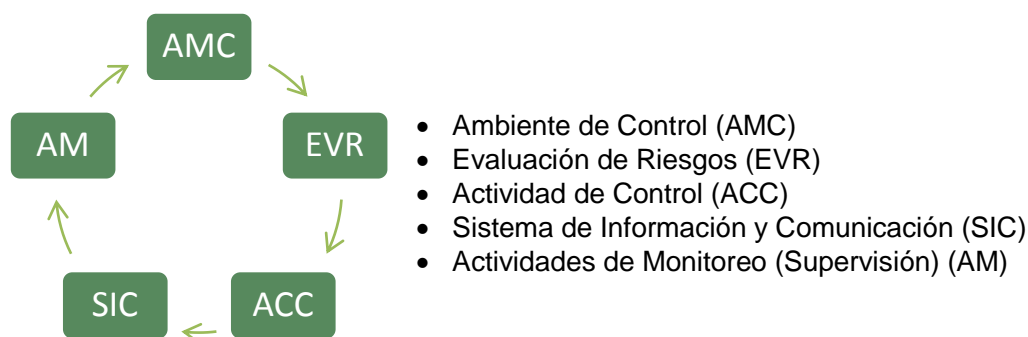 AMC
AM
EVR
SIC
ACC
• Ambiente de Control (AMC)
• Evaluación de Riesgos (EVR)
• Actividad de Control (ACC)
• Sistema de Información y Comunicación (SIC)
• Actividades de Monitoreo (Supervisión) (AM)